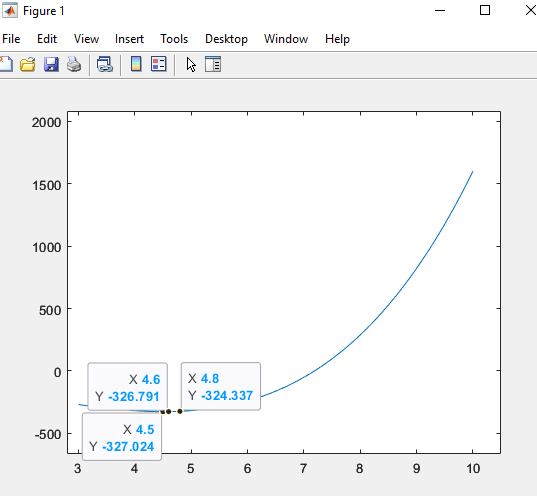 Figure 1
File Edit View Insert Tools Desktop Window Help
2000
1500
1000
500
0
-500
X 4.6
Y -326.791
X 4.8
Y -324.337
X 4.5
Y -327.024
3 4 5 6 7 8 9 10